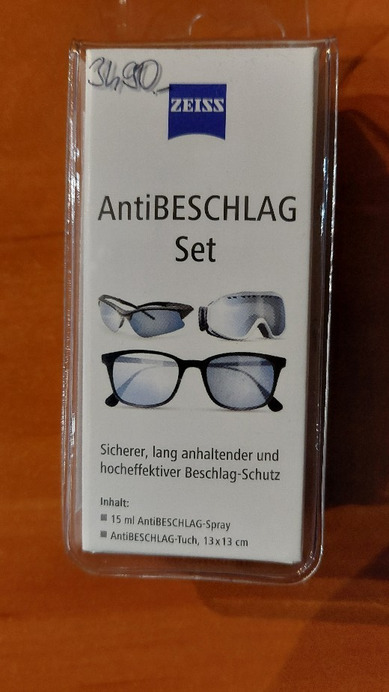 34,90.-
ZEISS
AntiBESCHLAG
Set
Sicherer, lang anhaltender und
hocheffektiver Beschlag-Schutz
Inhalt:
■ 15 ml AntiBESCHLAG-Spray
■ AntiBESCHLAG-Tuch, 13 x 13 cm